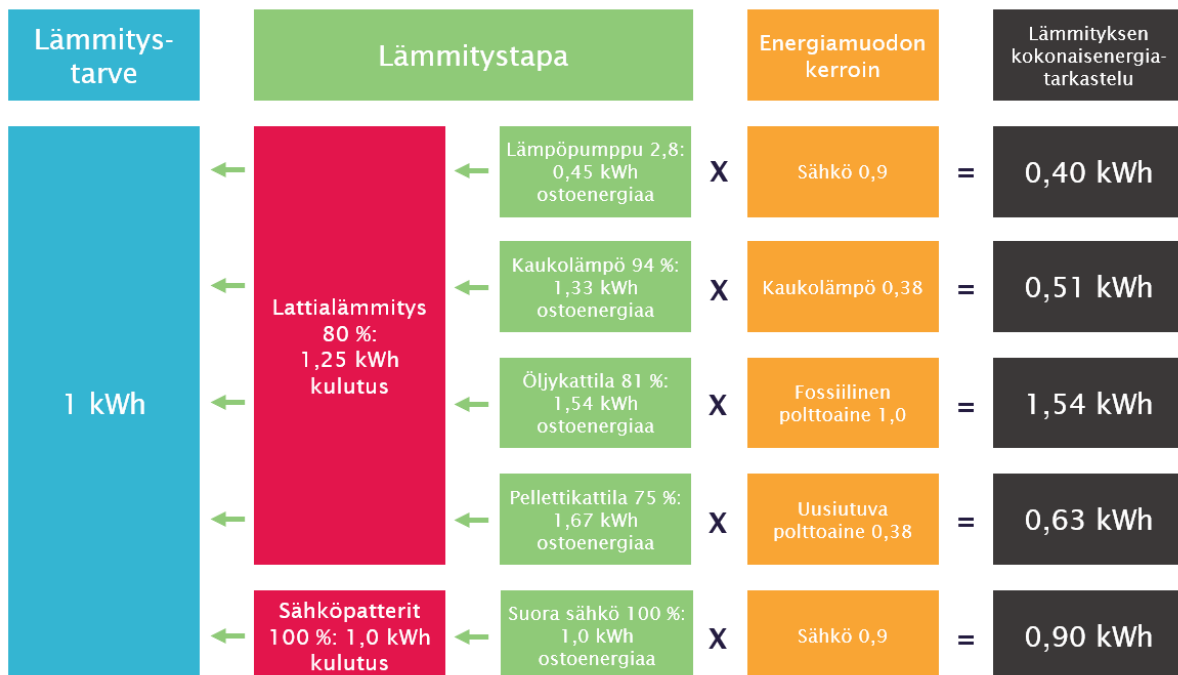 Lämmitys-
tarve
Lämmitystapa
Energiamuodon
kerroin
Lämmityksen
kokonaisenergia-
tarkastelu
1 kWh
Lattialämmitys
80 %:
1,25 kWh
kulutus
Lämpöpumppu 2,8:
0,45 kWh
ostoenergiaa
X
Sähkö 0,9
=
0,40 kWh
Kaukolämpö 94 %:
1,33 kWh
ostoenergiaa
X
Kaukolämpö 0,38
=
0,51 kWh
Öljykattila 81 %:
1,54 kWh
ostoenergiaa
X
Fossiilinen
polttoaine 1,0
=
1,54 kWh
Pellettikattila 75 %:
1,67 kWh
ostoenergiaa
X
Uusiutuva
polttoaine 0,38
=
0,63 kWh
Sähköpatterit
100 %: 1,0 kWh
kulutus
Suora sähkö 100 %:
1,0 kWh
ostoenergiaa
X
Sähkö 0,9
=
0,90 kWh